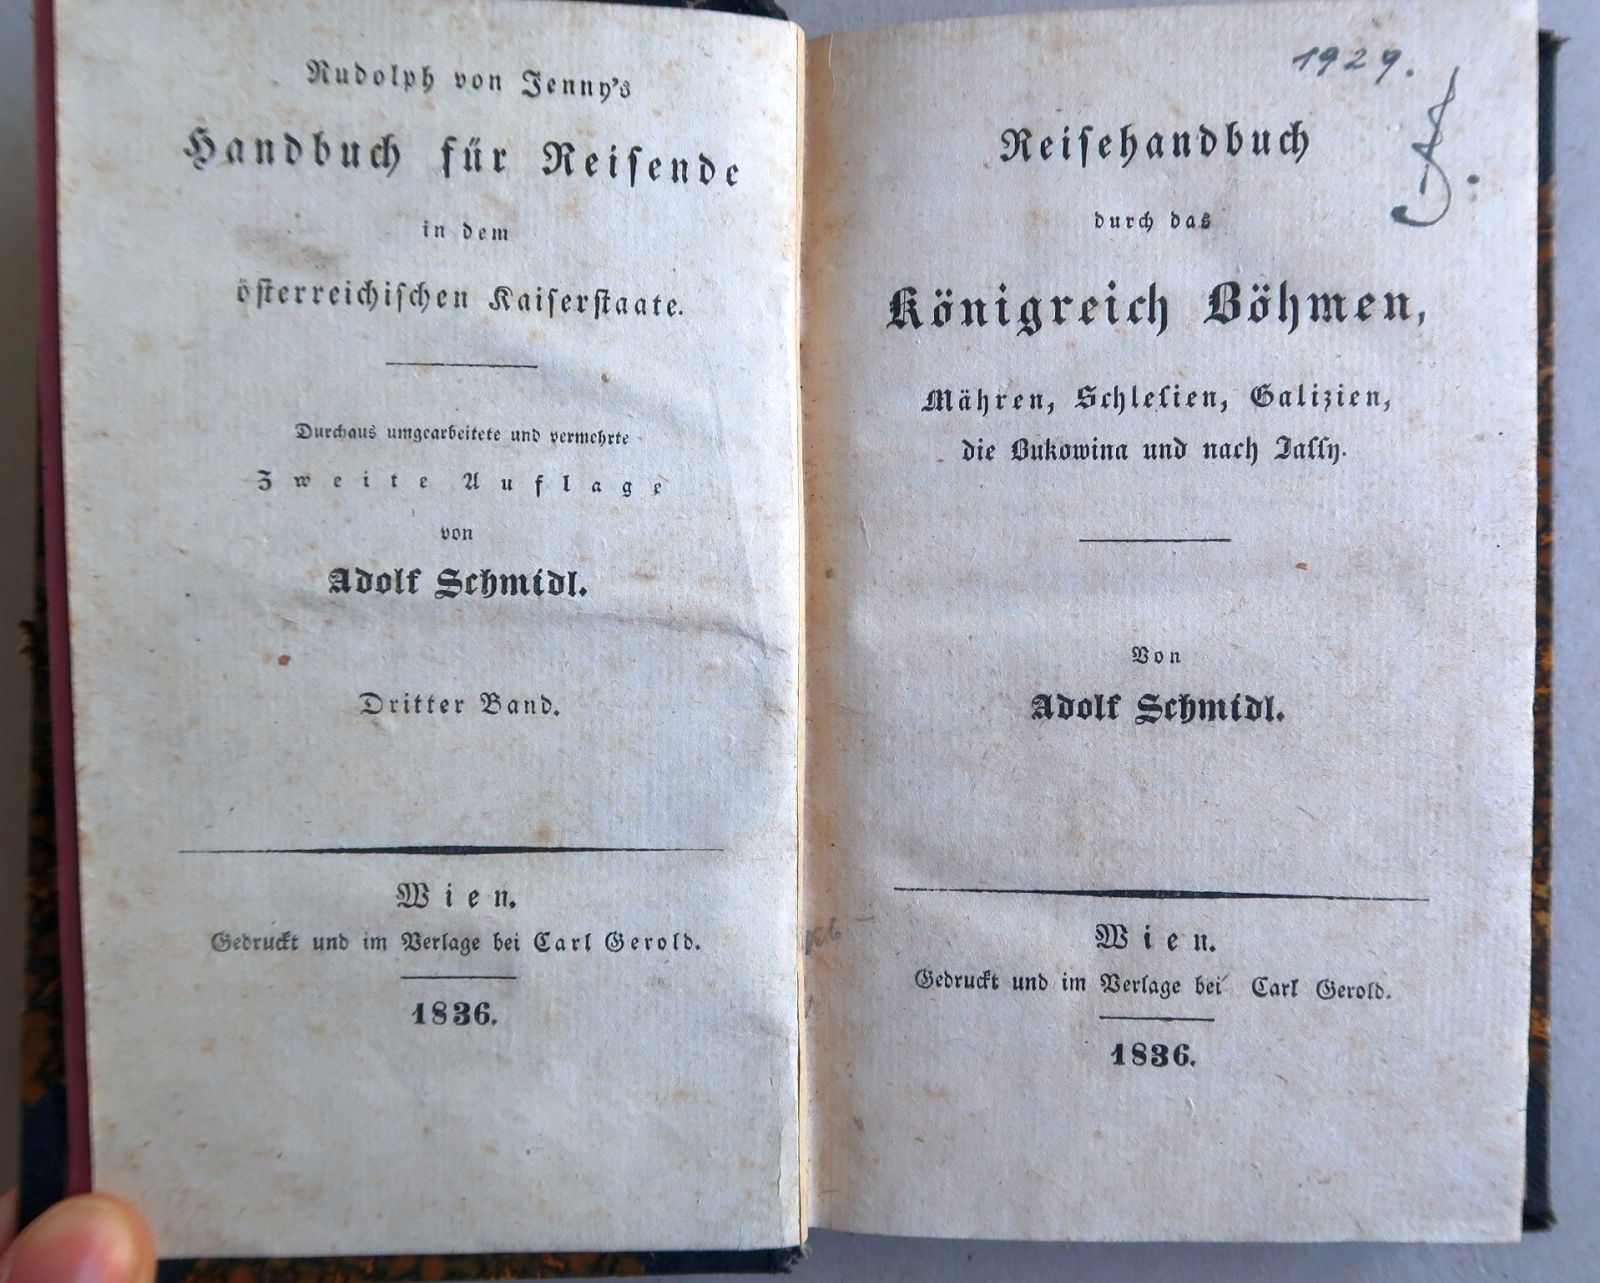 Rudolph von Jenny's
Handbuch für Reisende
in dem
österreichischen Kaiserstaate.
Durchaus umgearbeitete und vermehrte
Zweite Auflage
von
Adolf Schmidl.
Dritter Band.
Wien.
Gedruckt und im Verlage bei Carl Gerold.
1836.
1929.
Reisehandbuch
durch das
Königreich Böhmen,
Mähren, Schlesien, Galizien,
die Bukowina und nach Jassy.
Von
Adolf Schmidl.
Wien.
Gedruckt und im Verlage bei Carl Gerold.
1836.